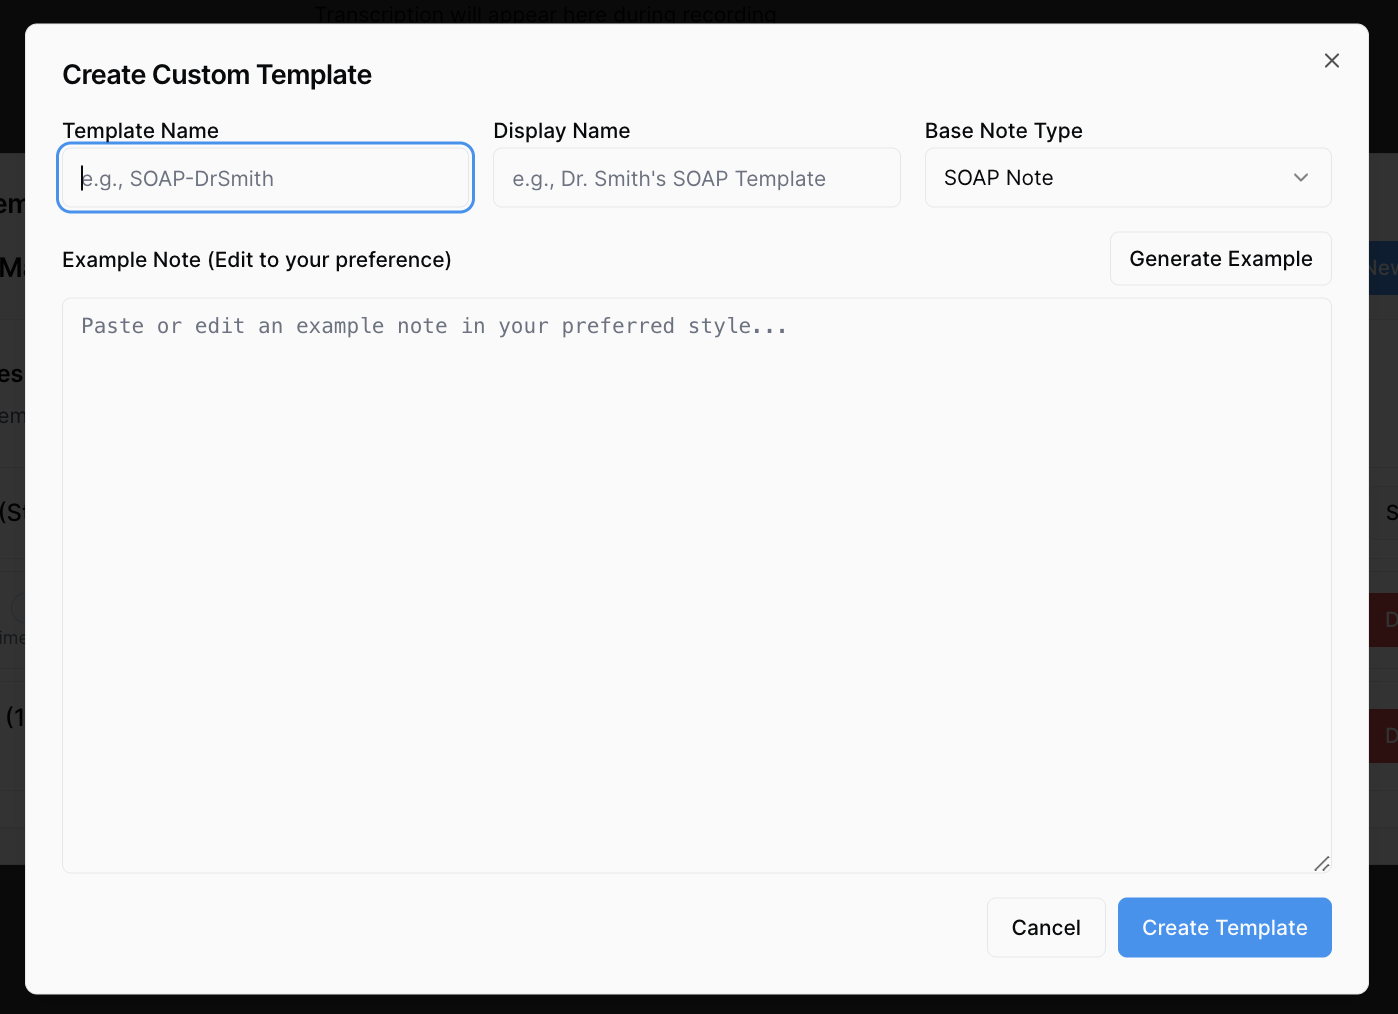 Transcription will appear here during recording
Create Custom Template
Template Name
Display Name
Base Note Type
e.g., SOAP-DrSmith
e.g., Dr. Smith's SOAP Template
SOAP Note
Example Note (Edit to your preference)
Generate Example
Paste or edit an example note in your preferred style...
Cancel
Create Template